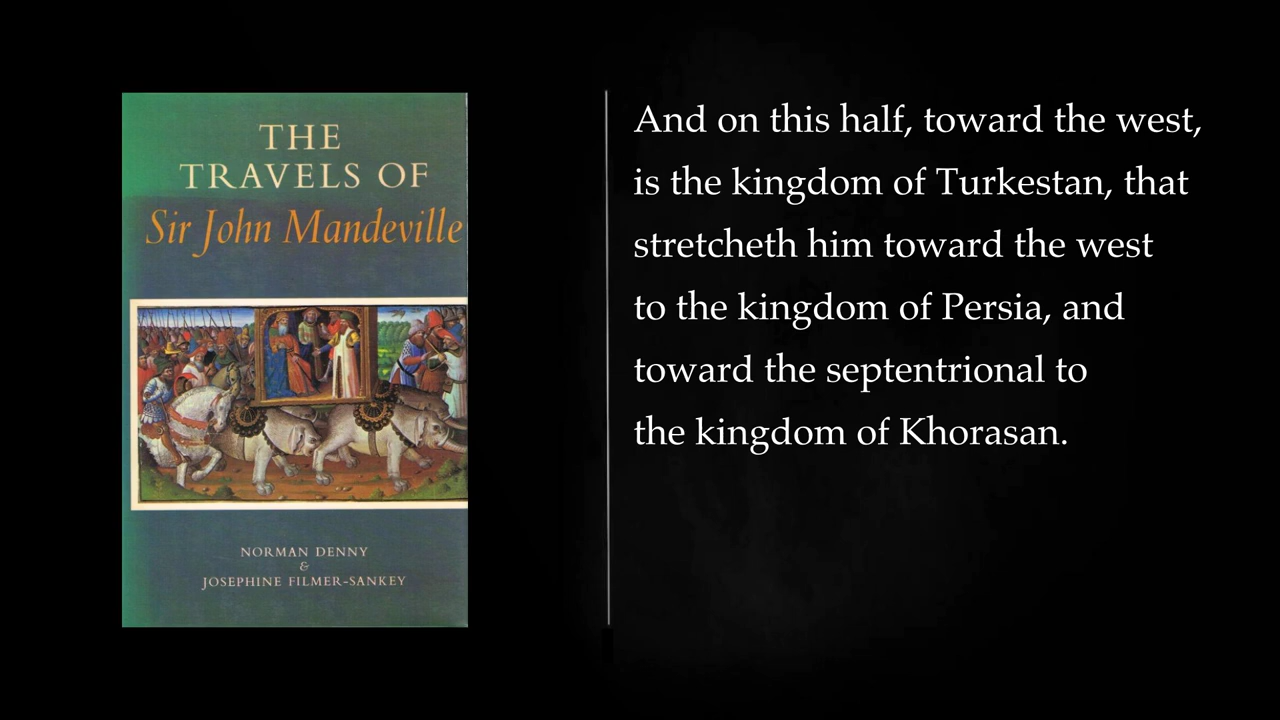 THE
TRAVELS OF
Sir John Mandeville
NORMAN DENNY
&
JOSEPHINE FILMER-SANKEY
And on this half, toward the west,
is the kingdom of Turkestan, that
stretcheth him toward the west
to the kingdom of Persia, and
toward the septentrional to
the kingdom of Khorasan.